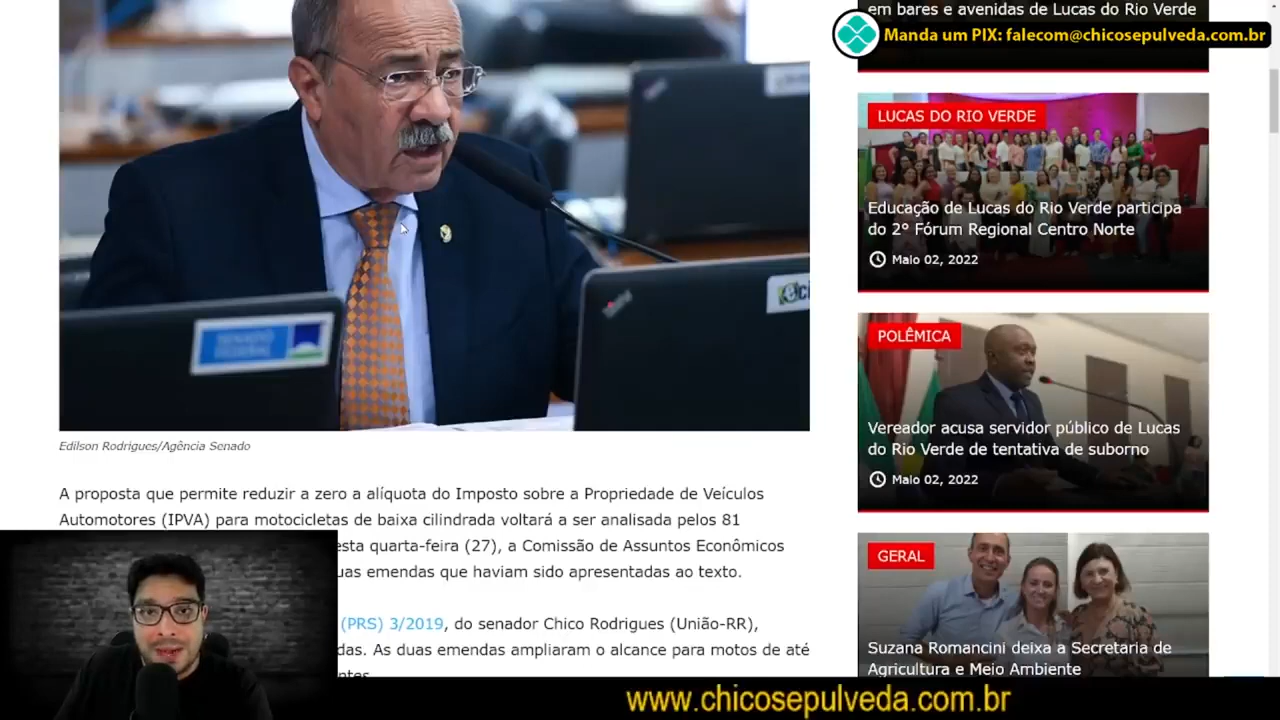 em bares e avenidas de Lucas do Rio Verde
Manda um PIX: falecom@chicosepulveda.com.br
LUCAS DO RIO VERDE
Educação de Lucas do Rio Verde participa
do 2° Fórum Regional Centro Norte
Maio 02, 2022
POLÊMICA
Vereador acusa servidor público de Lucas
do Rio Verde de tentativa de suborno
Maio 02, 2022
GERAL
Suzana Romancini deixa a Secretaria de
Agricultura e Meio Ambiente
SENADO
FEDERAL
Edilson Rodrigues/Agência Senado
A proposta que permite reduzir a zero a alíquota do Imposto sobre a Propriedade de Veículos
Automotores (IPVA) para motocicletas de baixa cilindrada voltará a ser analisada pelos 81
esta quarta-feira (27), a Comissão de Assuntos Econômicos
uas emendas que haviam sido apresentadas ao texto.
(PRS) 3/2019, do senador Chico Rodrigues (União-RR),
das. As duas emendas ampliaram o alcance para motos de até
www.chicosepulveda.com.br